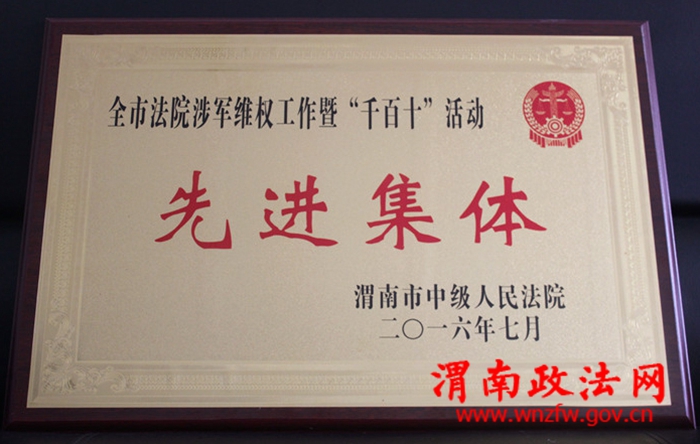 全市法院涉军维权工作暨“千百十”活动
先进集体
渭南市中级人民法院
二〇一六年七月
渭南政法网
www.wnzfw.gov.cn